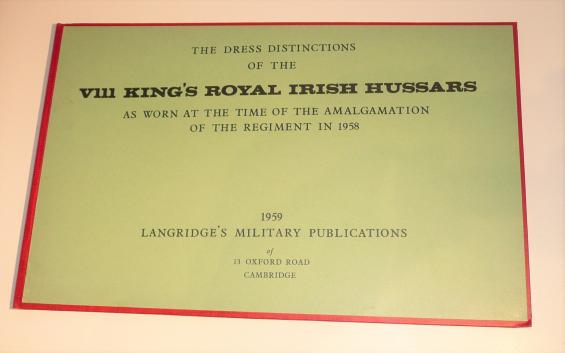 THE DRESS DISTINCTIONS
OF THE
VIII KING'S ROYAL IRISH HUSSARS
AS WORN AT THE TIME OF THE AMALGAMATION
OF THE REGIMENT IN 1958
1959
LANGRIDGE'S MILITARY PUBLICATIONS
of
13 OXFORD ROAD
CAMBRIDGE